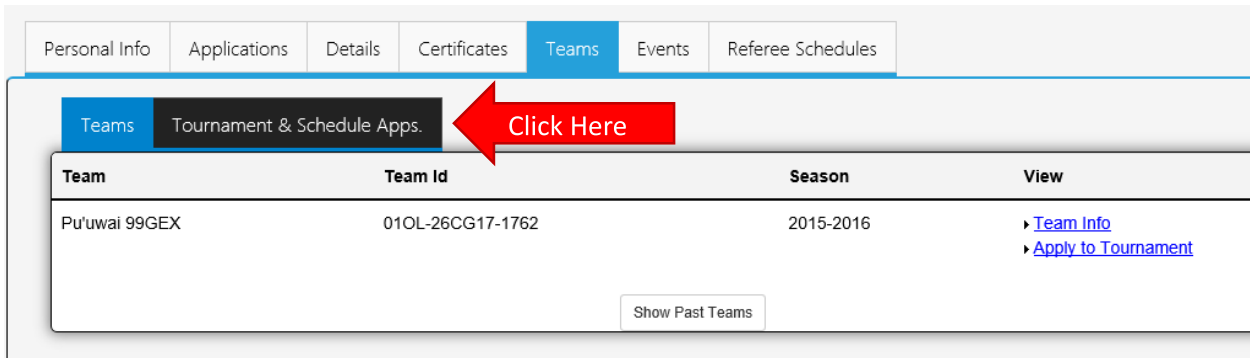 Personal Info Applications Details Certificates Teams Events Referee Schedules
Teams Tournament & Schedule Apps. Click Here
Team Team Id Season View
Pu'uwai 99GEX 01OL-26CG17-1762 2015-2016 Team Info
Apply to Tournament
Show Past Teams